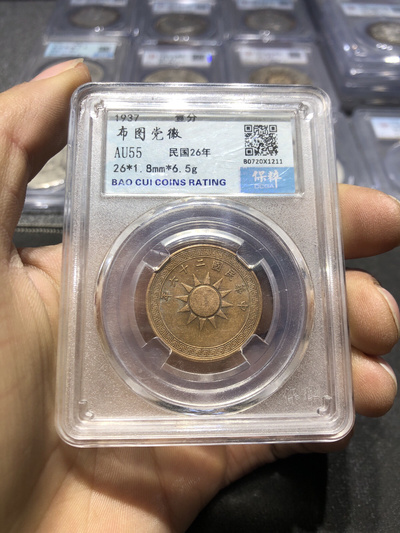 1937 壹分
布图党徽
AU55 民国26年
26*1.8mm*6.5g
BAO CUI COINS RATING
BD720X1211
保粹